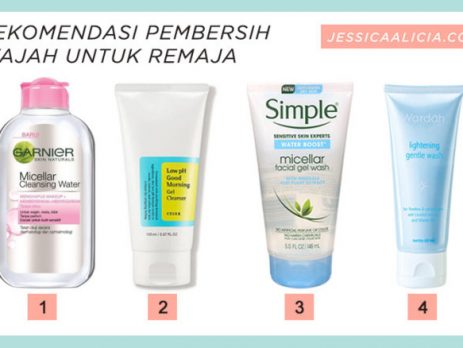 EKOMENDASI PEMBERSIH
AJAH UNTUK REMAJA
JESSICAALICIA.CO
BARU!
GARNIER
SKIN NATURALS
Micellar
Cleansing Water
Low pH
Good
Morning
Gel
Cleanser
COSRX
NEW
Simple
SENSITIVE SKIN EXPERTS
WATER BOOST
micellar
facial gel wash
Wardah
lightening
gentle wash
1
2
3
4